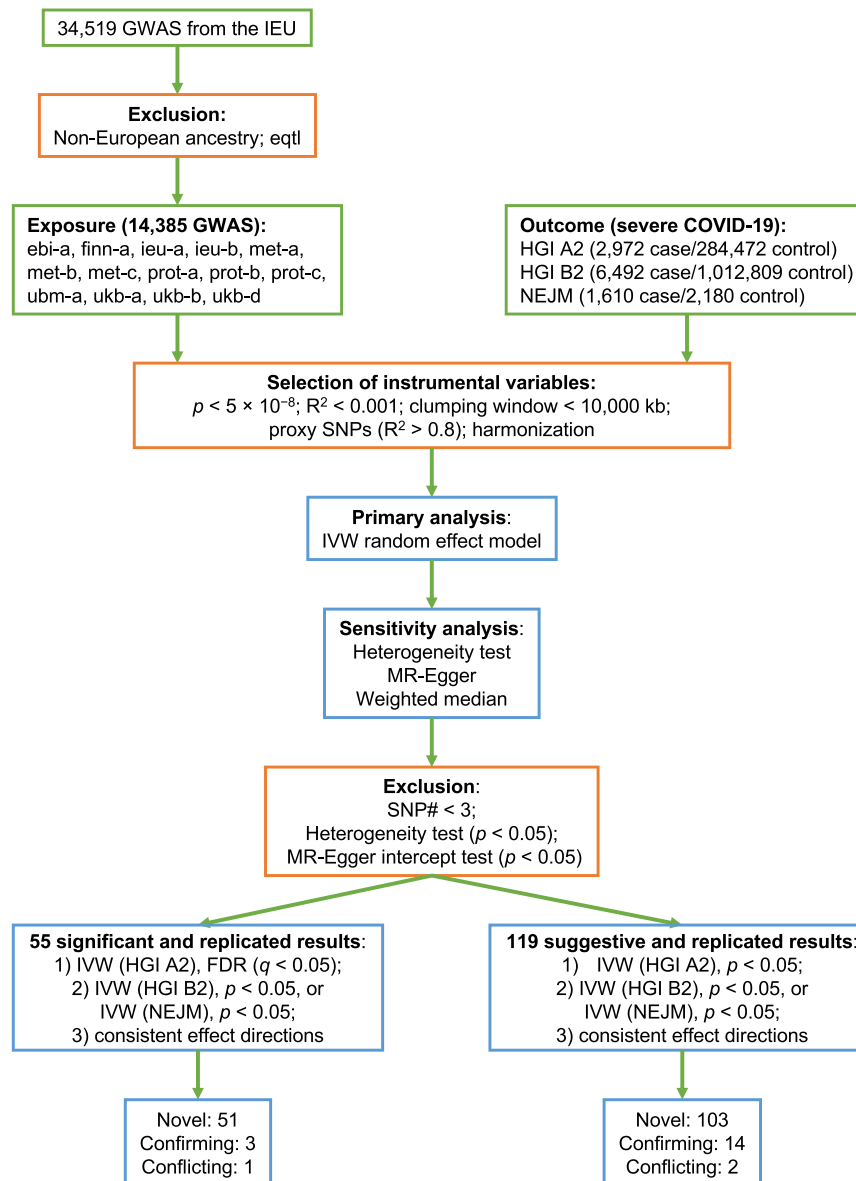 34,519 GWAS from the IEU
Exclusion:
Non-European ancestry; eqtl
Exposure (14,385 GWAS):
ebi-a, finn-a, ieu-a, ieu-b, met-a,
met-b, met-c, prot-a, prot-b, prot-c,
ubm-a, ukb-a, ukb-b, ukb-d
Outcome (severe COVID-19):
HGI A2 (2,972 case/284,472 control)
HGI B2 (6,492 case/1,012,809 control)
NEJM (1,610 case/2,180 control)
Selection of instrumental variables:
p < 5 × 10⁻⁸; R² < 0.001; clumping window < 10,000 kb;
proxy SNPs (R² > 0.8); harmonization
Primary analysis:
IVW random effect model
Sensitivity analysis:
Heterogeneity test
MR-Egger
Weighted median
Exclusion:
SNP# < 3;
Heterogeneity test (p < 0.05);
MR-Egger intercept test (p < 0.05)
55 significant and replicated results:
1) IVW (HGI A2), FDR (q < 0.05);
2) IVW (HGI B2), p < 0.05, or
IVW (NEJM), p < 0.05;
3) consistent effect directions
119 suggestive and replicated results:
1) IVW (HGI A2), p < 0.05;
2) IVW (HGI B2), p < 0.05, or
IVW (NEJM), p < 0.05;
3) consistent effect directions
Novel: 51
Confirming: 3
Conflicting: 1
Novel: 103
Confirming: 14
Conflicting: 2